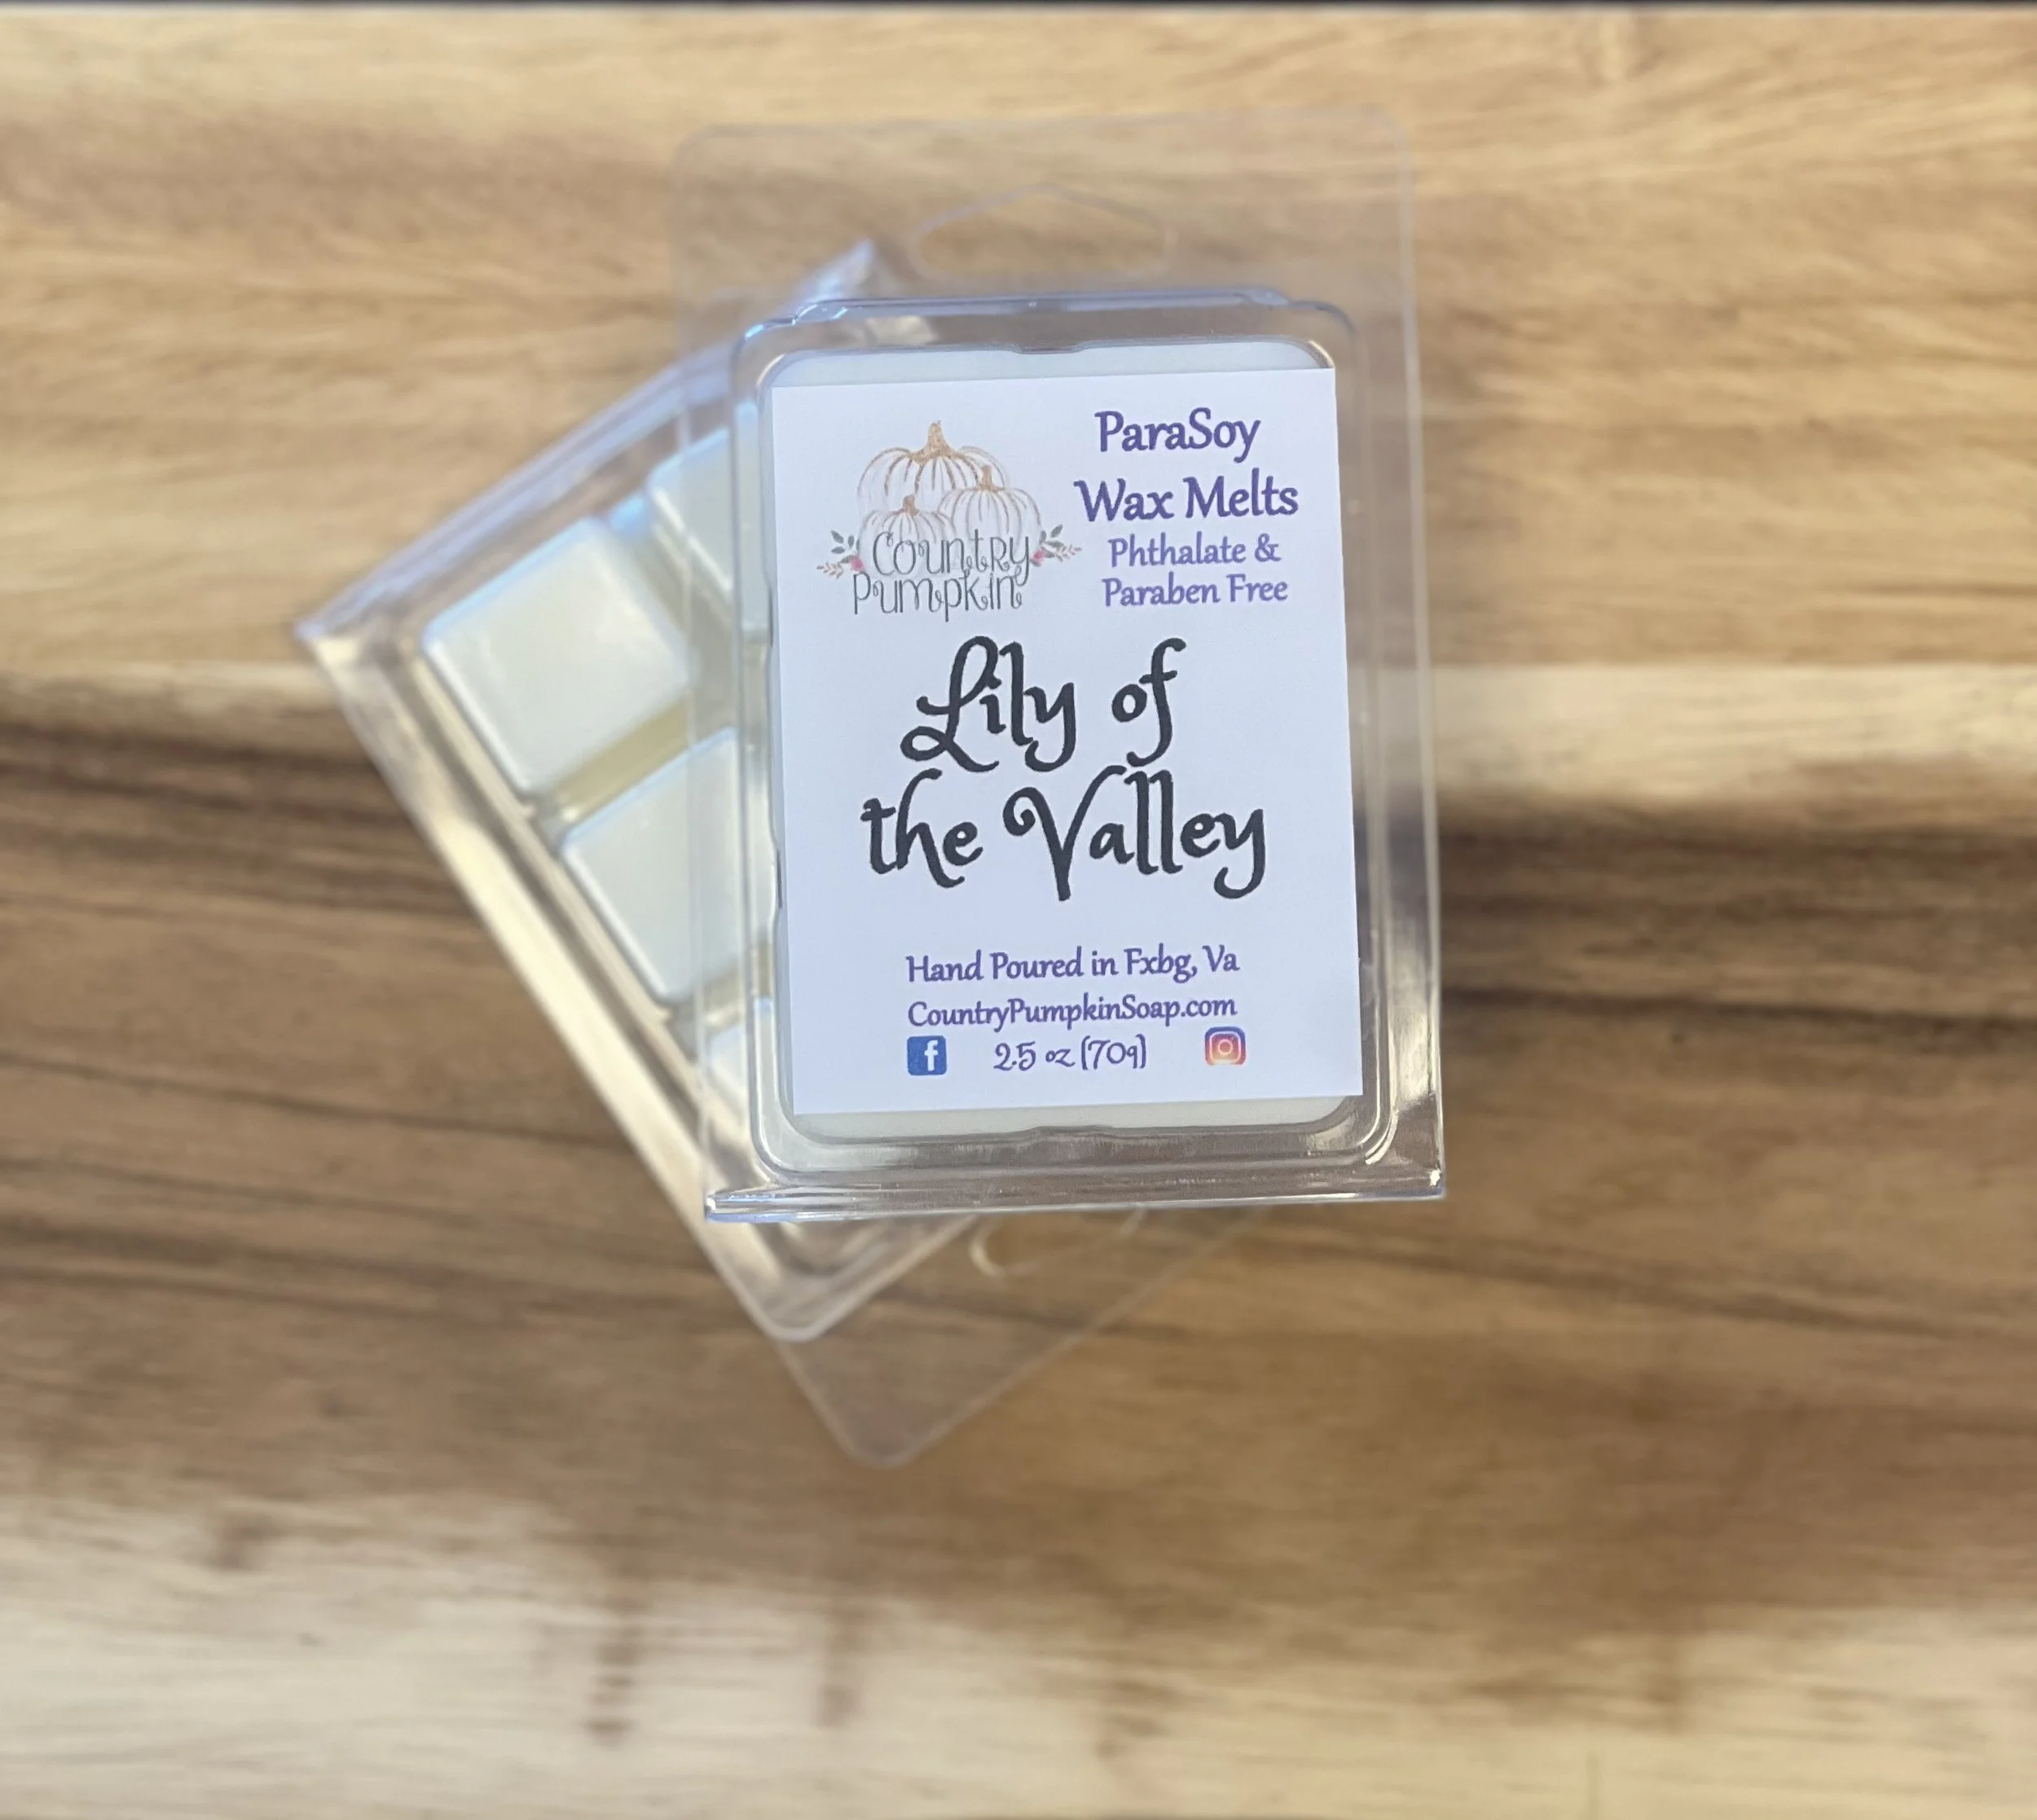 Country
Pumpkin
ParaSoy
Wax Melts
Phthalate &
Paraben Free
Lily of
the Valley
Hand Poured in Fxbg, Va
CountryPumpkinSoap.com
f 2.5 oz (70g)